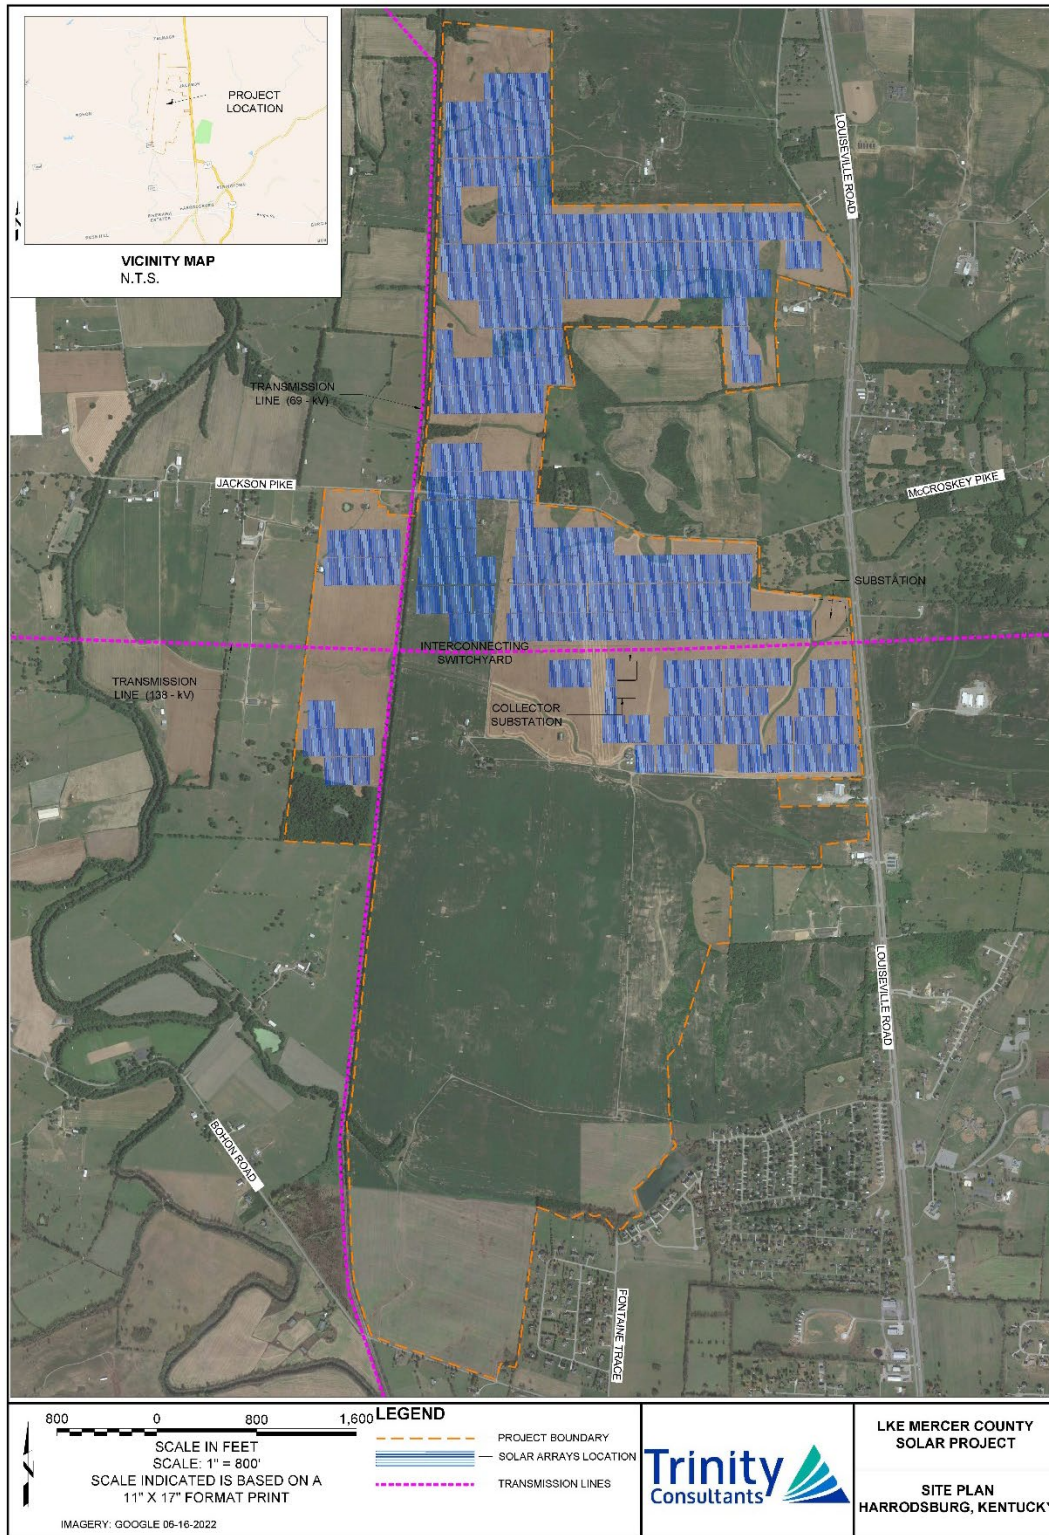 PROJECT
LOCATION
VICINITY MAP
N.T.S.
LOUISEVILLE ROAD
TRANSMISSION
LINE (69 - kV)
JACKSON PIKE
McCROSKEY PIKE
SUBSTATION
INTERCONNECTING
SWITCHYARD
TRANSMISSION
LINE (138 - kV)
COLLECTOR
SUBSTATION
LOUISEVILLE ROAD
BOHON ROAD
FONTAINE TRACE
800 0 800 1,600
SCALE IN FEET
SCALE: 1" = 800'
SCALE INDICATED IS BASED ON A
11" X 17" FORMAT PRINT
IMAGERY: GOOGLE 06-16-2022
LEGEND
PROJECT BOUNDARY
SOLAR ARRAYS LOCATION
TRANSMISSION LINES
Trinity
Consultants
LKE MERCER COUNTY
SOLAR PROJECT
SITE PLAN
HARRODSBURG, KENTUCKY